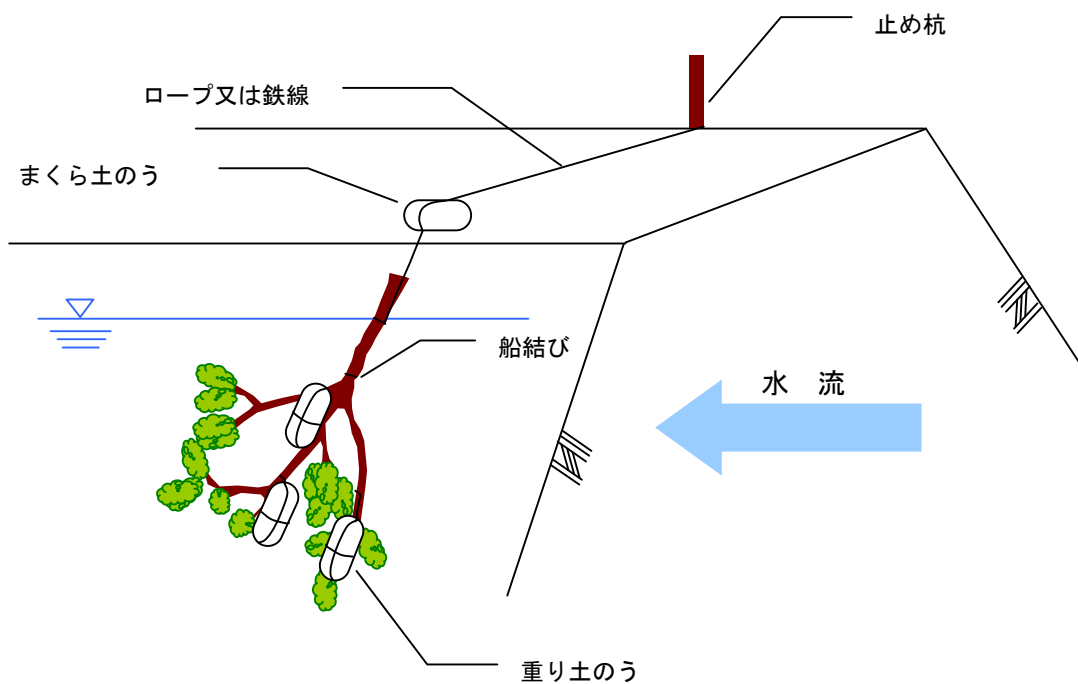 止め杭
ロープ又は鉄線
まくら土のう
船結び
水　流
重り土のう